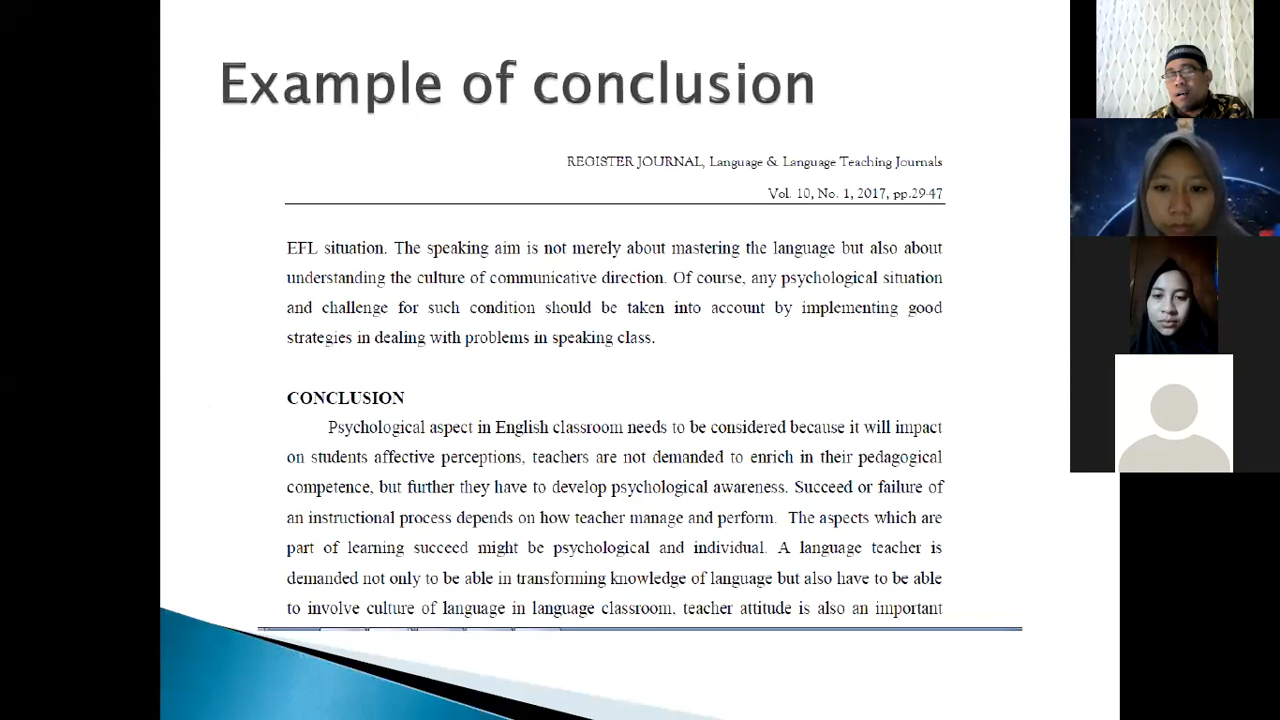 Example of conclusion
REGISTER JOURNAL, Language & Language Teaching Journals
Vol. 10, No. 1, 2017, pp.29-47
EFL situation. The speaking aim is not merely about mastering the language but also about
understanding the culture of communicative direction. Of course, any psychological situation
and challenge for such condition should be taken into account by implementing good
strategies in dealing with problems in speaking class.
CONCLUSION
Psychological aspect in English classroom needs to be considered because it will impact
on students affective perceptions, teachers are not demanded to enrich in their pedagogical
competence, but further they have to develop psychological awareness. Succeed or failure of
an instructional process depends on how teacher manage and perform. The aspects which are
part of learning succeed might be psychological and individual. A language teacher is
demanded not only to be able in transforming knowledge of language but also have to be able
to involve culture of language in language classroom, teacher attitude is also an important